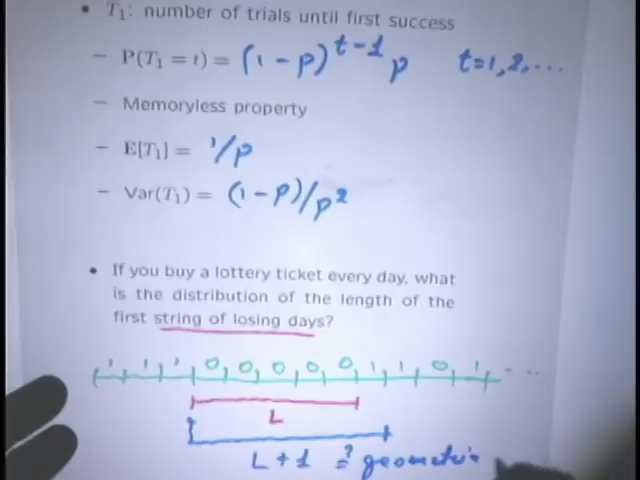 • T₁: number of trials until first success
– P(T₁ = t) = (1-p)^{t-1} p t=1,2,...
– Memoryless property
– E[T₁] = 1/p
– Var(T₁) = (1-p)/p²
• If you buy a lottery ticket every day, what
is the distribution of the length of the
first string of losing days?
1 1 1 0 0 0 0 0 1 1 0 1 ...
L
L+1 ?= geometric